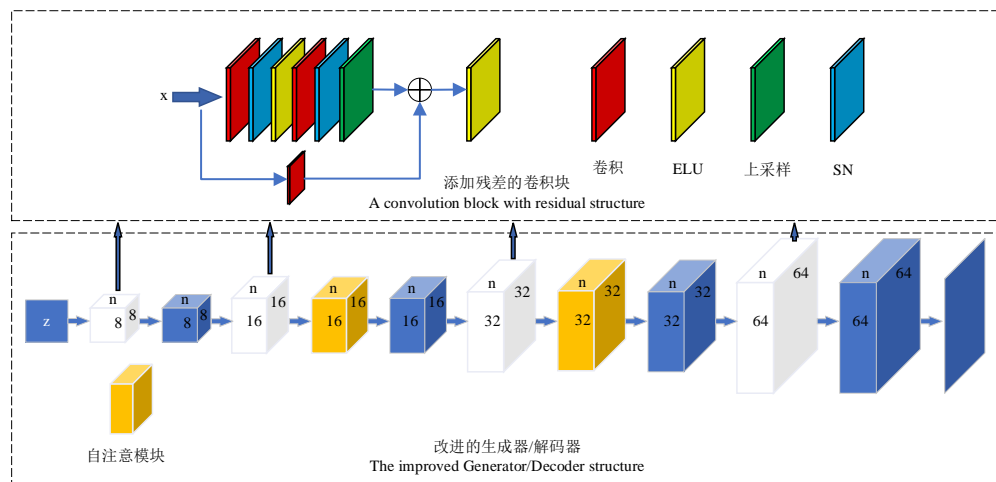 x
卷积
ELU
上采样
SN
添加残差的卷积块
A convolution block with residual structure
z
n
8
8
n
8
8
n
16
16
n
16
16
n
16
16
n
32
32
n
32
32
n
32
32
n
64
64
n
64
64
自注意模块
改进的生成器/解码器
The improved Generator/Decoder structure